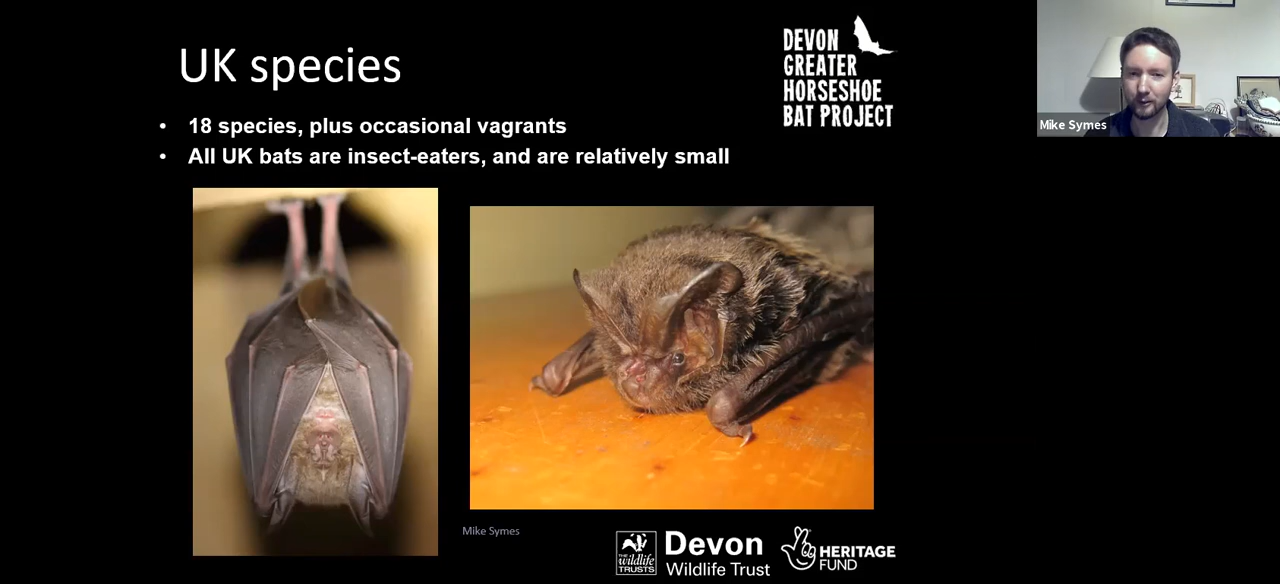 UK species
DEVON
GREATER
HORSESHOE
BAT PROJECT
Mike Symes
• 18 species, plus occasional vagrants
• All UK bats are insect-eaters, and are relatively small
Mike Symes
THE
wildlife
TRUSTS
Devon
Wildlife Trust
HERITAGE
FUND